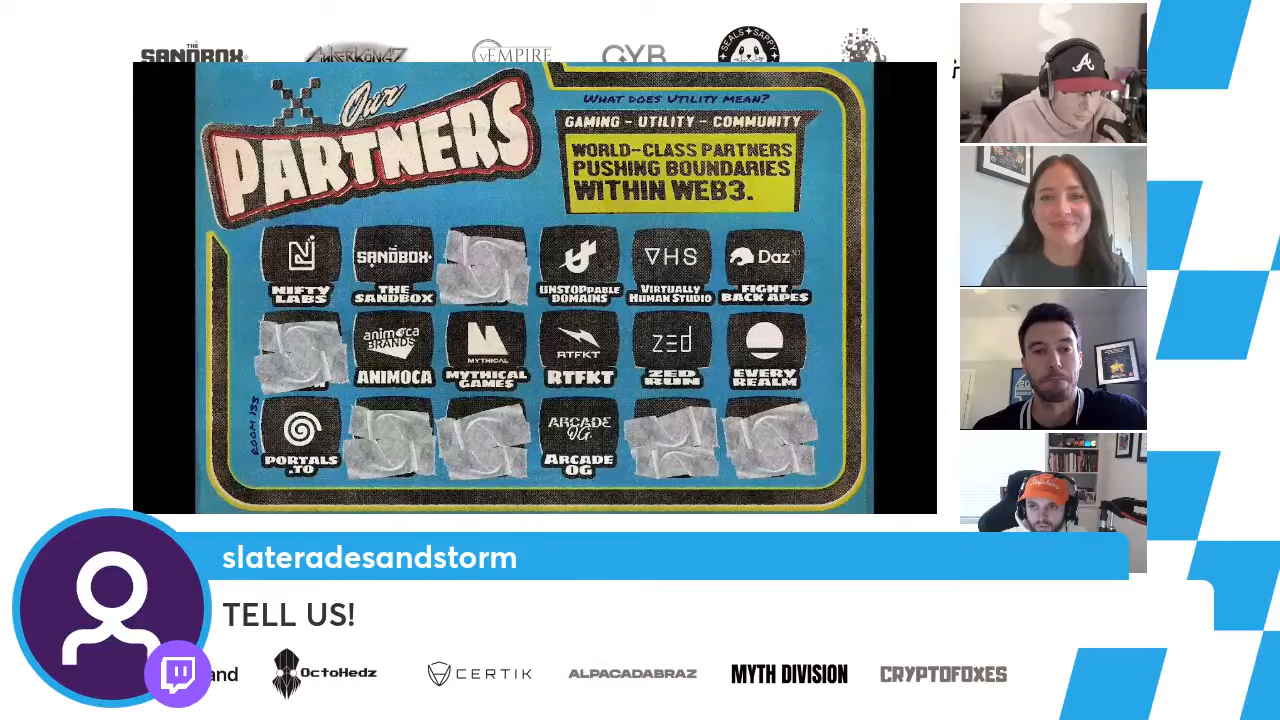 THE
SANDBOX
vEMPIRE
CYB
SEALS SAPPY
Our
PARTNERS
WHAT DOES UTILITY MEAN?
GAMING - UTILITY - COMMUNITY
WORLD-CLASS PARTNERS
PUSHING BOUNDARIES
WITHIN WEB3.
THE
SANDBOX
VHS
Daz
NIFTY
LABS
THE
SANDBOX
UNSTOPPABLE
DOMAINS
VIRTUALLY
HUMAN STUDIO
FIGHT
BACK APES
animoca
BRANDS
MYTHICAL
RTFKT
zed
ANIMOCA
MYTHICAL
GAMES
RTFKT
ZED
RUN
EVERY
REALM
ROOM 133
ARCADE
OG
PORTALS
.TO
ARCADE
OG
A
slateradesandstorm
TELL US!
and
OctoHedz
CERTIK
ALPACADABRAZ
MYTH DIVISION
CRYPTOFOXES